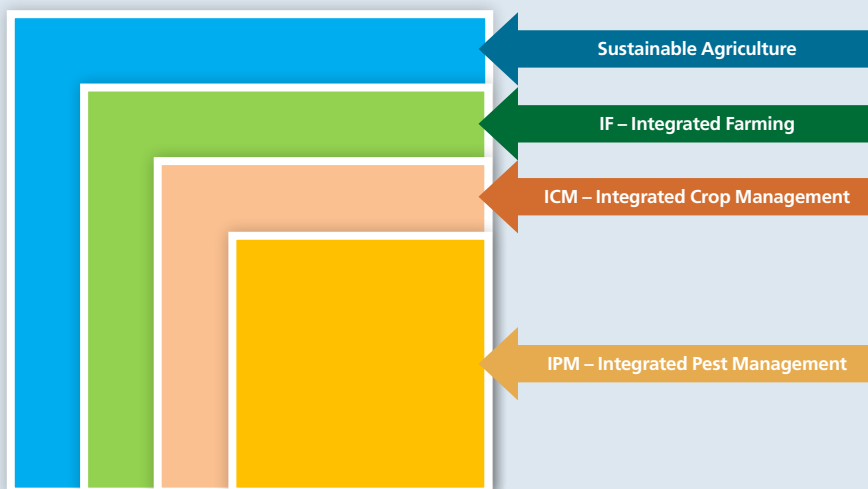 Sustainable Agriculture
IF – Integrated Farming
ICM – Integrated Crop Management
IPM – Integrated Pest Management